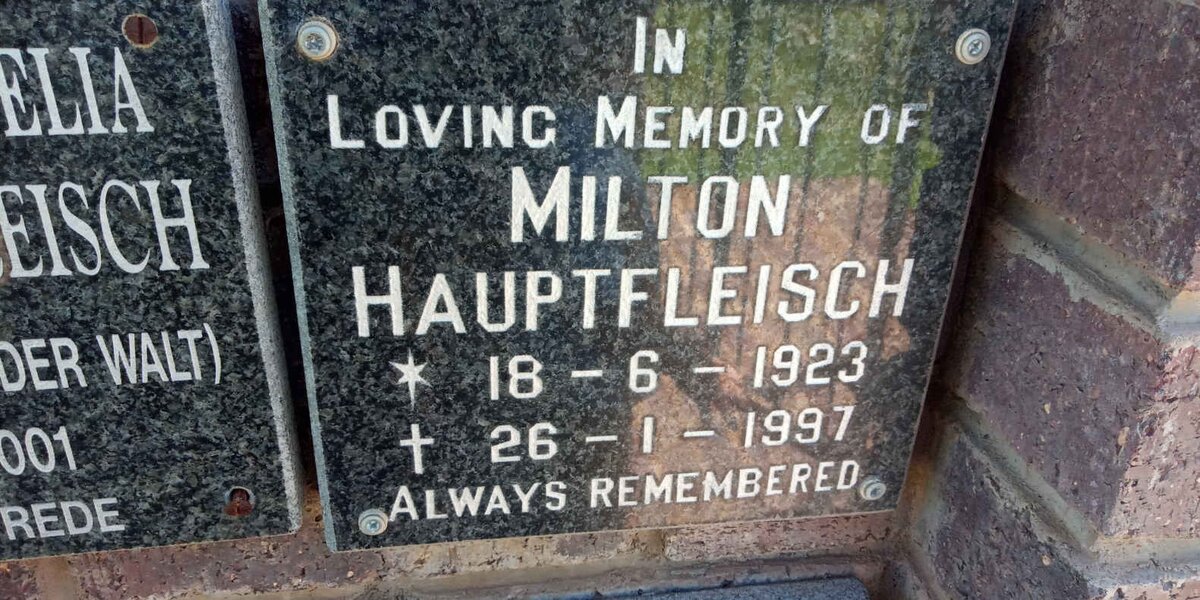 ELIA
EISCH
DER WALT)
001
REDE
IN
LOVING MEMORY OF
MILTON
HAUPTFLEISCH
* 18 - 6 - 1923
† 26 - 1 - 1997
ALWAYS REMEMBERED